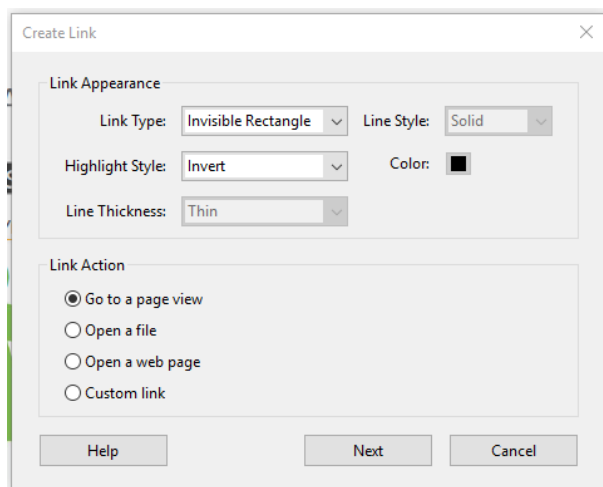 Create Link
Link Appearance
Link Type: Invisible Rectangle Line Style: Solid
Highlight Style: Invert Color:
Line Thickness: Thin
Link Action
Go to a page view
Open a file
Open a web page
Custom link
Help Next Cancel